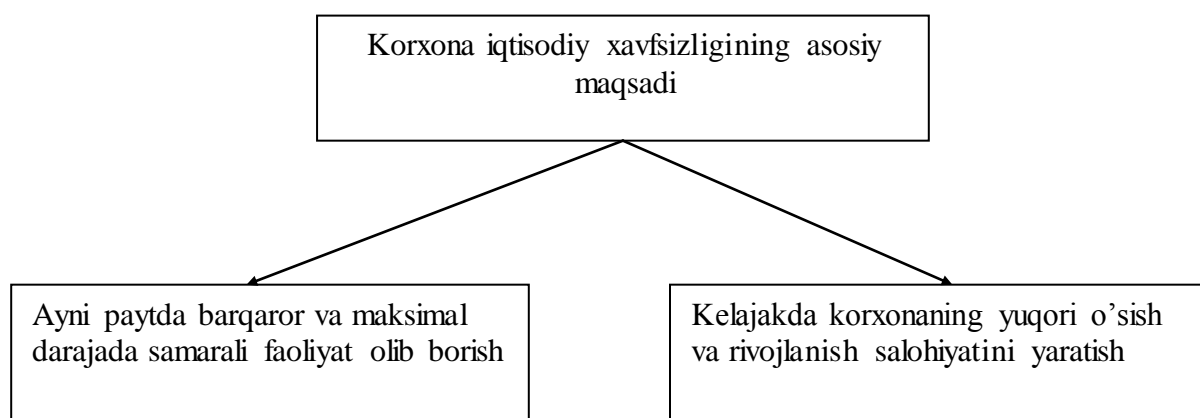 Korxona iqtisodiy xavfsizligining asosiy
maqsadi
Ayni paytda barqaror va maksimal
darajada samarali faoliyat olib borish
Kelajakda korxonaning yuqori o’sish
va rivojlanish salohiyatini yaratish